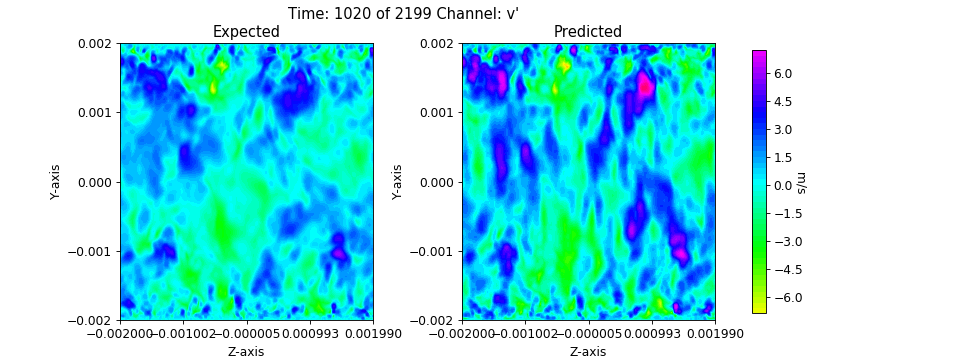 Time: 1020 of 2199 Channel: v'
Expected
Predicted
0.002
0.001
0.000
−0.001
−0.002
Y-axis
−0.002000 −0.001002 −0.000005 0.000993 0.001990
Z-axis
0.002
0.001
0.000
−0.001
−0.002
Y-axis
−0.002000 −0.001002 −0.000005 0.000993 0.001990
Z-axis
6.0
4.5
3.0
1.5
0.0
−1.5
−3.0
−4.5
−6.0
m/s